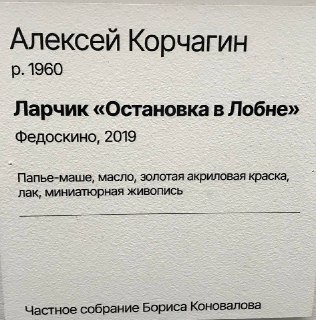 Алексей Корчагин
р. 1960
Ларчик «Остановка в Лобне»
Федоскино, 2019
Папье-маше, масло, золотая акриловая краска,
лак, миниатюрная живопись
Частное собрание Бориса Коновалова